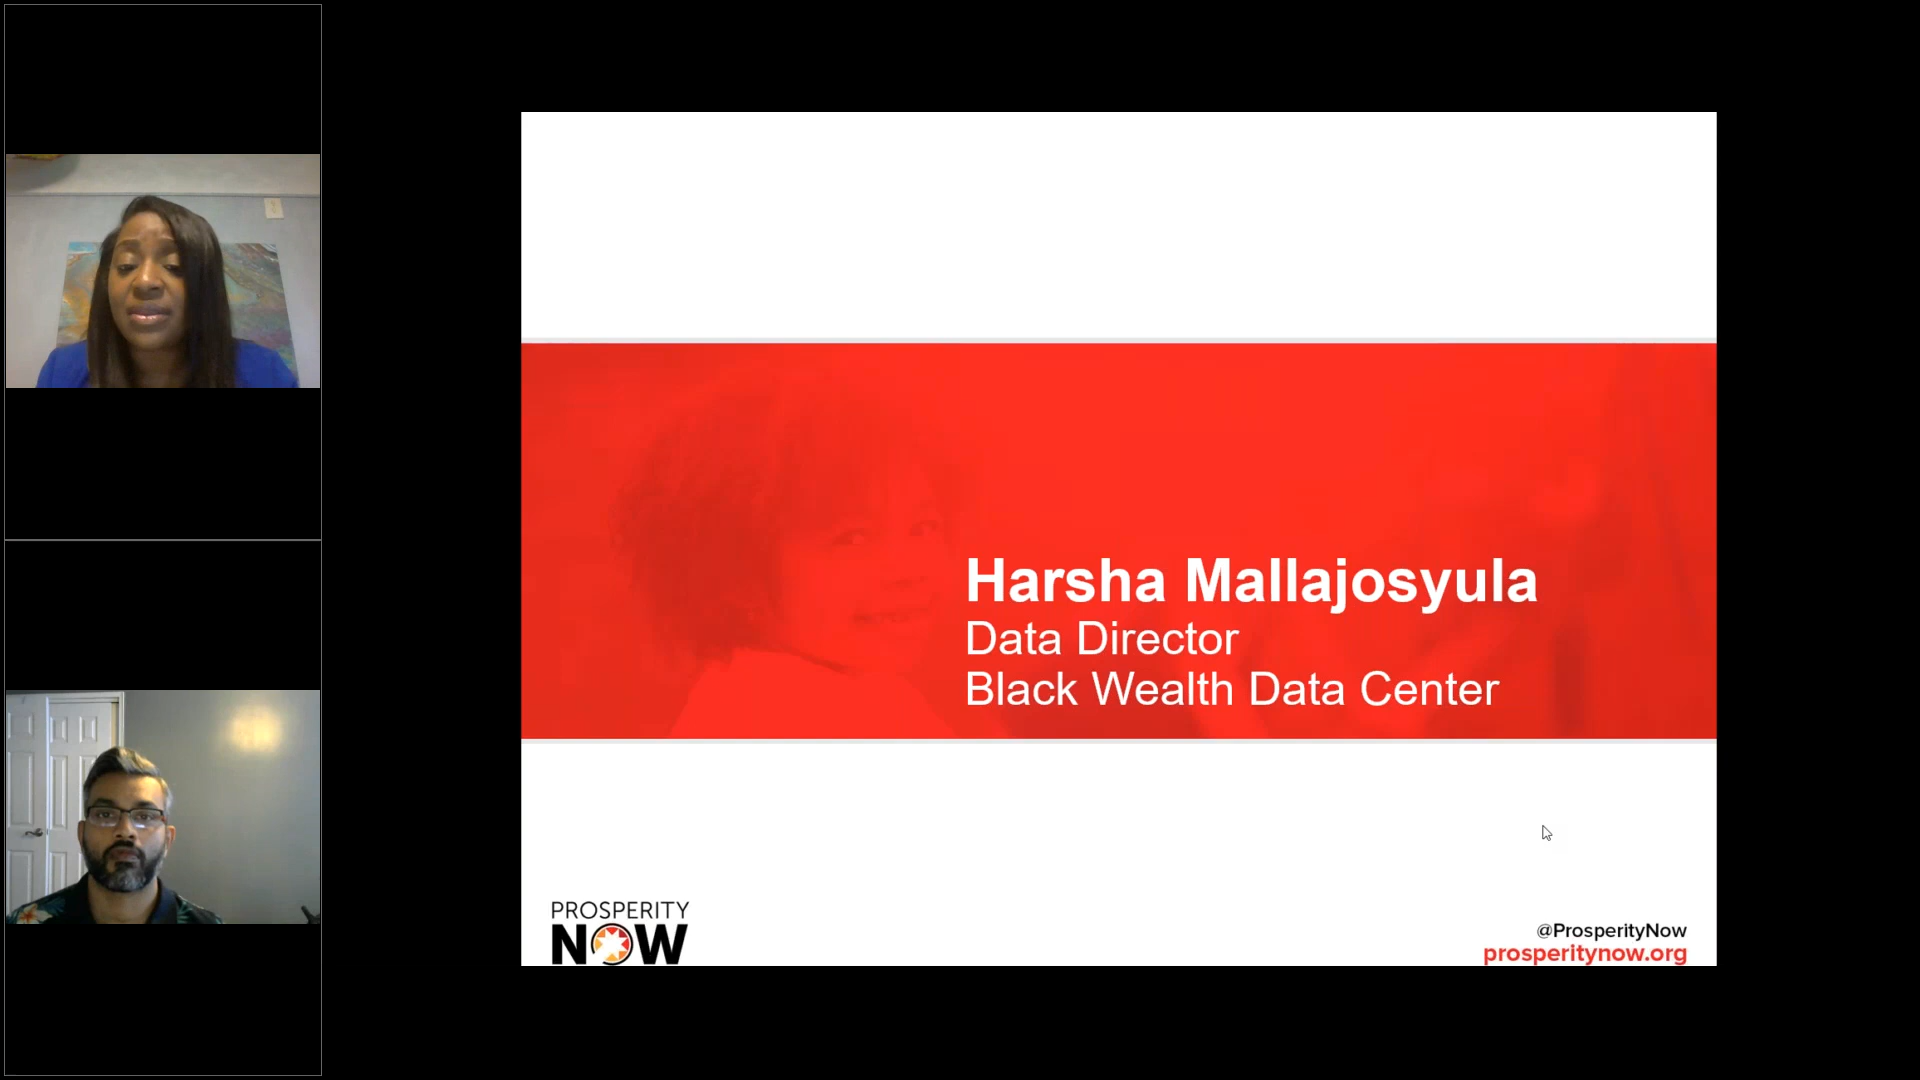 Harsha Mallajosyula
Data Director
Black Wealth Data Center
PROSPERITY
NOW
@ProsperityNow
prosperitynow.org